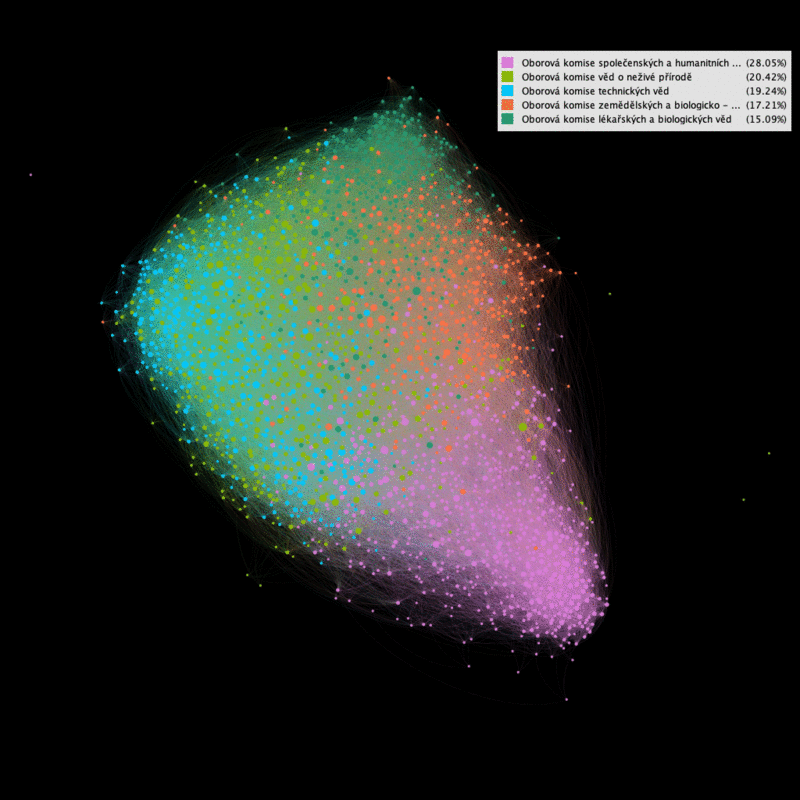 Oborová komise společenských a humanitních ... (28.05%)
Oborová komise věd o neživé přírodě (20.42%)
Oborová komise technických věd (19.24%)
Oborová komise zemědělských a biologicko – ... (17.21%)
Oborová komise lékařských a biologických věd (15.09%)